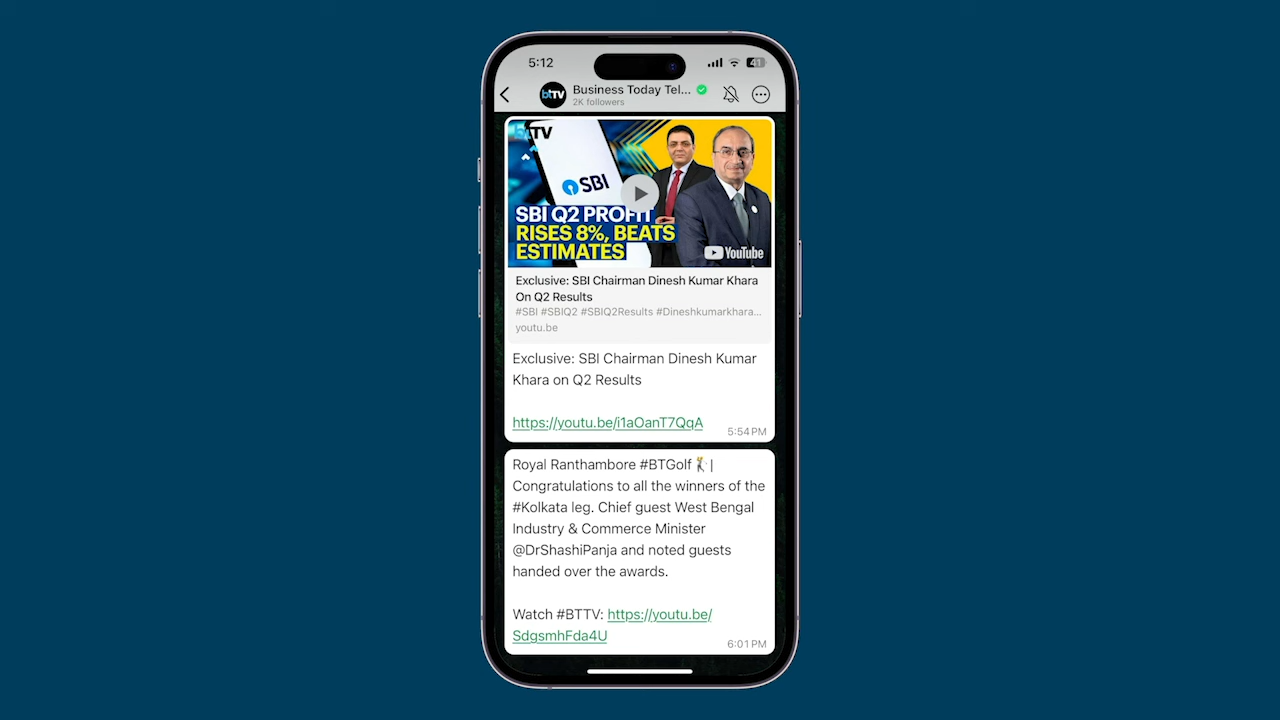 5:12
41
btTV
Business Today Tel...
2K followers
btTV
SBI
SBI Q2 PROFIT
RISES 8%, BEATS
ESTIMATES
YouTube
Exclusive: SBI Chairman Dinesh Kumar Khara
On Q2 Results
#SBI #SBIQ2 #SBIQ2Results #Dineshkumarkhara...
youtu.be
Exclusive: SBI Chairman Dinesh Kumar
Khara on Q2 Results
https://youtu.be/i1aOanT7QqA
5:54 PM
Royal Ranthambore #BTGolf🏌|
Congratulations to all the winners of the
#Kolkata leg. Chief guest West Bengal
Industry & Commerce Minister
@DrShashiPanja and noted guests
handed over the awards.
Watch #BTTV: https://youtu.be/
SdgsmhFda4U
6:01 PM